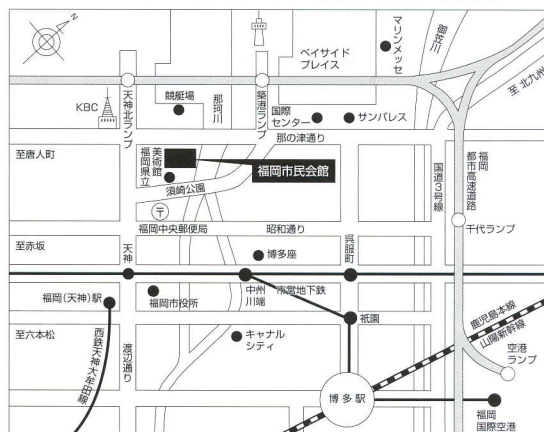 N
マリンメッセ
御笠川
ベイサイド
プレイス
至 北九州
KBC
天神北ランプ
競艇場
那珂川
築港ランプ
国際
センター
サンパレス
那の津通り
至唐人町
福岡県立
美術館
須崎公園
福岡市民会館
国道3号線
福岡
都市高速道路
〒
福岡中央郵便局
昭和通り
千代ランプ
至赤坂
天神
博多座
呉服町
福岡(天神)駅
福岡市役所
中州
川端
市営地下鉄
祇園
鹿児島本線
山陽新幹線
至六本松
西鉄天神大牟田線
渡辺通り
キャナル
シティ
空港
ランプ
博多駅
福岡
国際空港